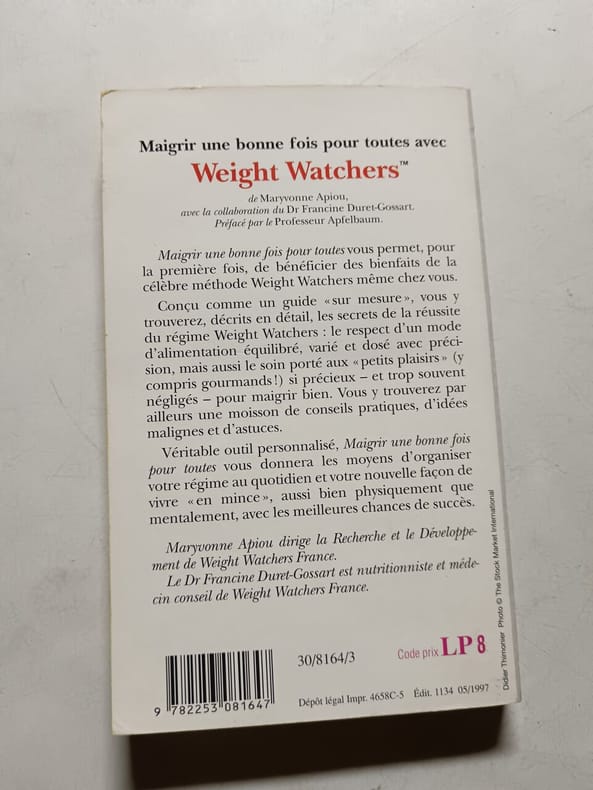 Maigrir une bonne fois pour toutes avec
Weight Watchers™
de Maryvonne Apiou,
avec la collaboration du Dr Francine Duret-Gossart.
Préfacé par le Professeur Apfelbaum.
Maigrir une bonne fois pour toutes vous permet, pour
la première fois, de bénéficier des bienfaits de la
célèbre méthode Weight Watchers même chez vous.
Conçu comme un guide « sur mesure », vous y
trouverez, décrits en détail, les secrets de la réussite
du régime Weight Watchers : le respect d'un mode
d'alimentation équilibré, varié et dosé avec préci-
sion, mais aussi le soin porté aux « petits plaisirs » (y
compris gourmands !) si précieux – et trop souvent
négligés – pour maigrir bien. Vous y trouverez par
ailleurs une moisson de conseils pratiques, d'idées
malignes et d'astuces.
Véritable outil personnalisé, Maigrir une bonne fois
pour toutes vous donnera les moyens d'organiser
votre régime au quotidien et votre nouvelle façon de
vivre « en mince », aussi bien physiquement que
mentalement, avec les meilleures chances de succès.
Maryvonne Apiou dirige la Recherche et le Développe-
ment de Weight Watchers France.
Le Dr Francine Duret-Gossart est nutritionniste et méde-
cin conseil de Weight Watchers France.
Didier Thimonier Photo © The Stock Market International
30/8164/3
Code prix LP 8
9 782253 081647
Dépôt légal Impr. 4658C-5 Édit. 1134 05/1997